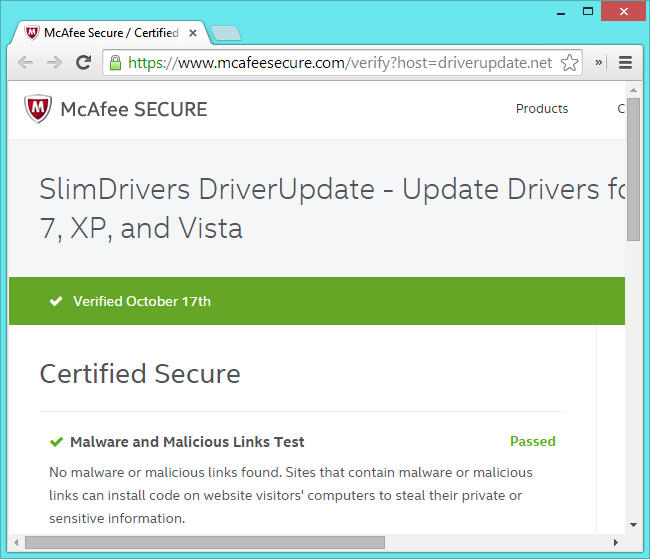 McAfee Secure / Certified
https://www.mcafeesecure.com/verify?host=driverupdate.net
»
M
McAfee SECURE
Products
C
SlimDrivers DriverUpdate - Update Drivers fo
7, XP, and Vista
Verified October 17th
Certified Secure
Malware and Malicious Links Test
Passed
No malware or malicious links found. Sites that contain malware or malicious
links can install code on website visitors' computers to steal their private or
sensitive information.